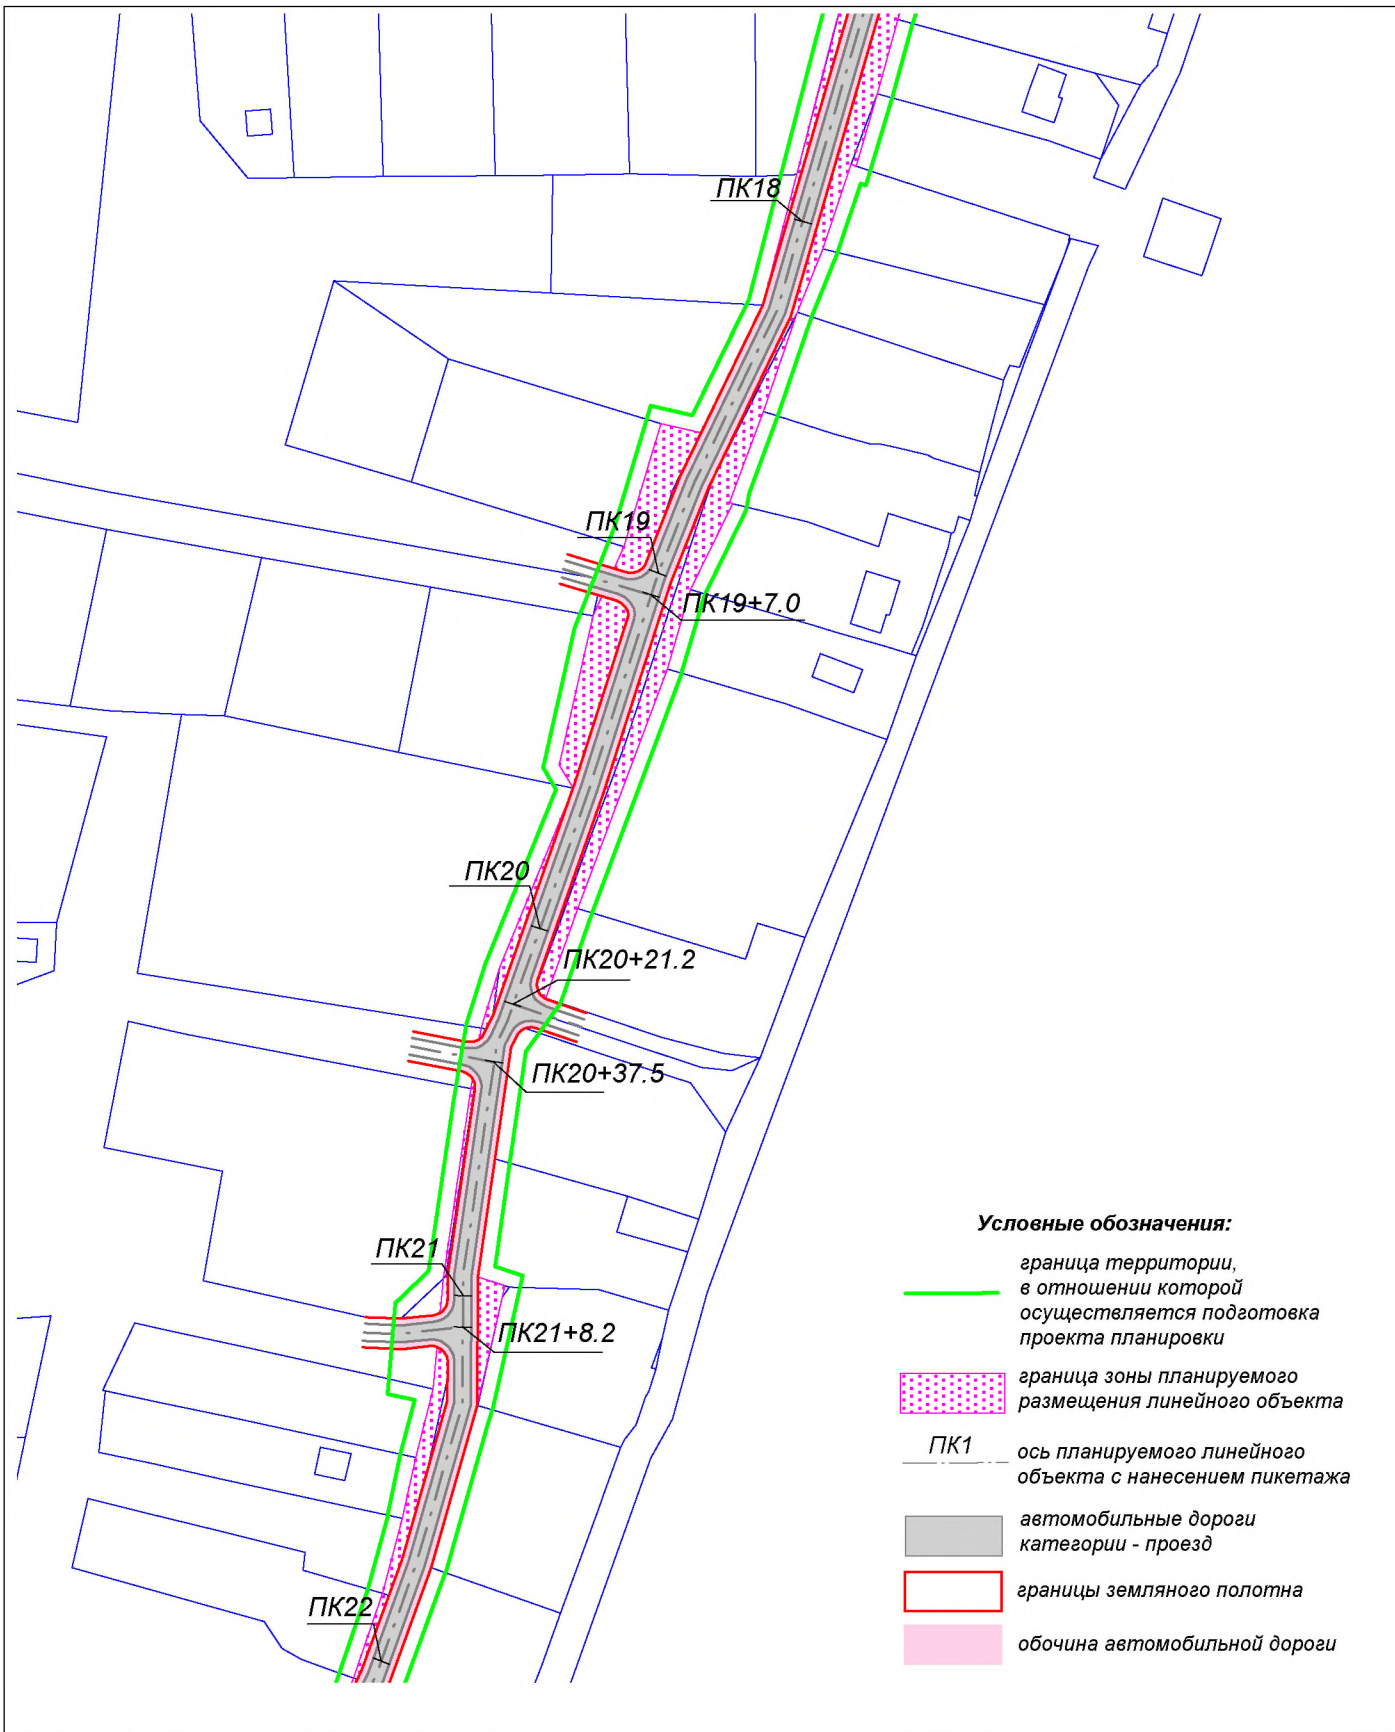 ПК18
ПК19
ПК19+7.0
ПК20
ПК20+21.2
ПК20+37.5
ПК21
ПК21+8.2
ПК22
Условные обозначения:
граница территории,
в отношении которой
осуществляется подготовка
проекта планировки
граница зоны планируемого
размещения линейного объекта
ПК1
ось планируемого линейного
объекта с нанесением пикетажа
автомобильные дороги
категории - проезд
границы земляного полотна
обочина автомобильной дороги